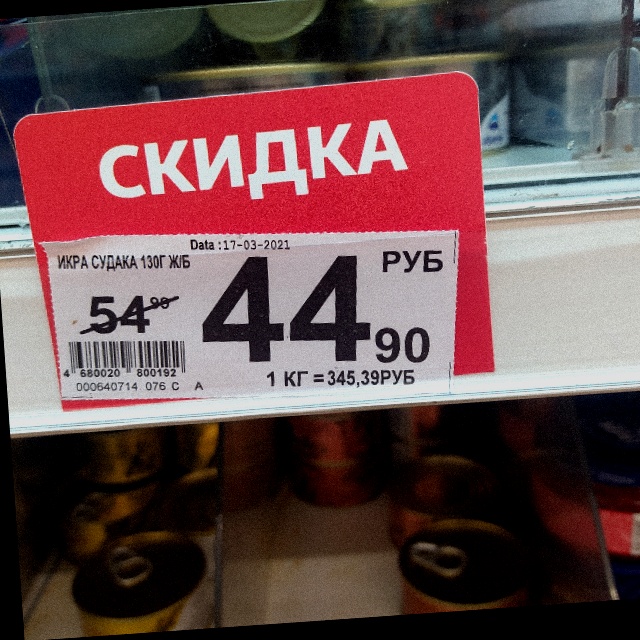 СКИДКА
Data :17-03-2021
ИКРА СУДАКА 130Г Ж/Б
РУБ
54 99
44 90
4 680020 800192
000640714 076 С А
1 КГ = 345,39РУБ